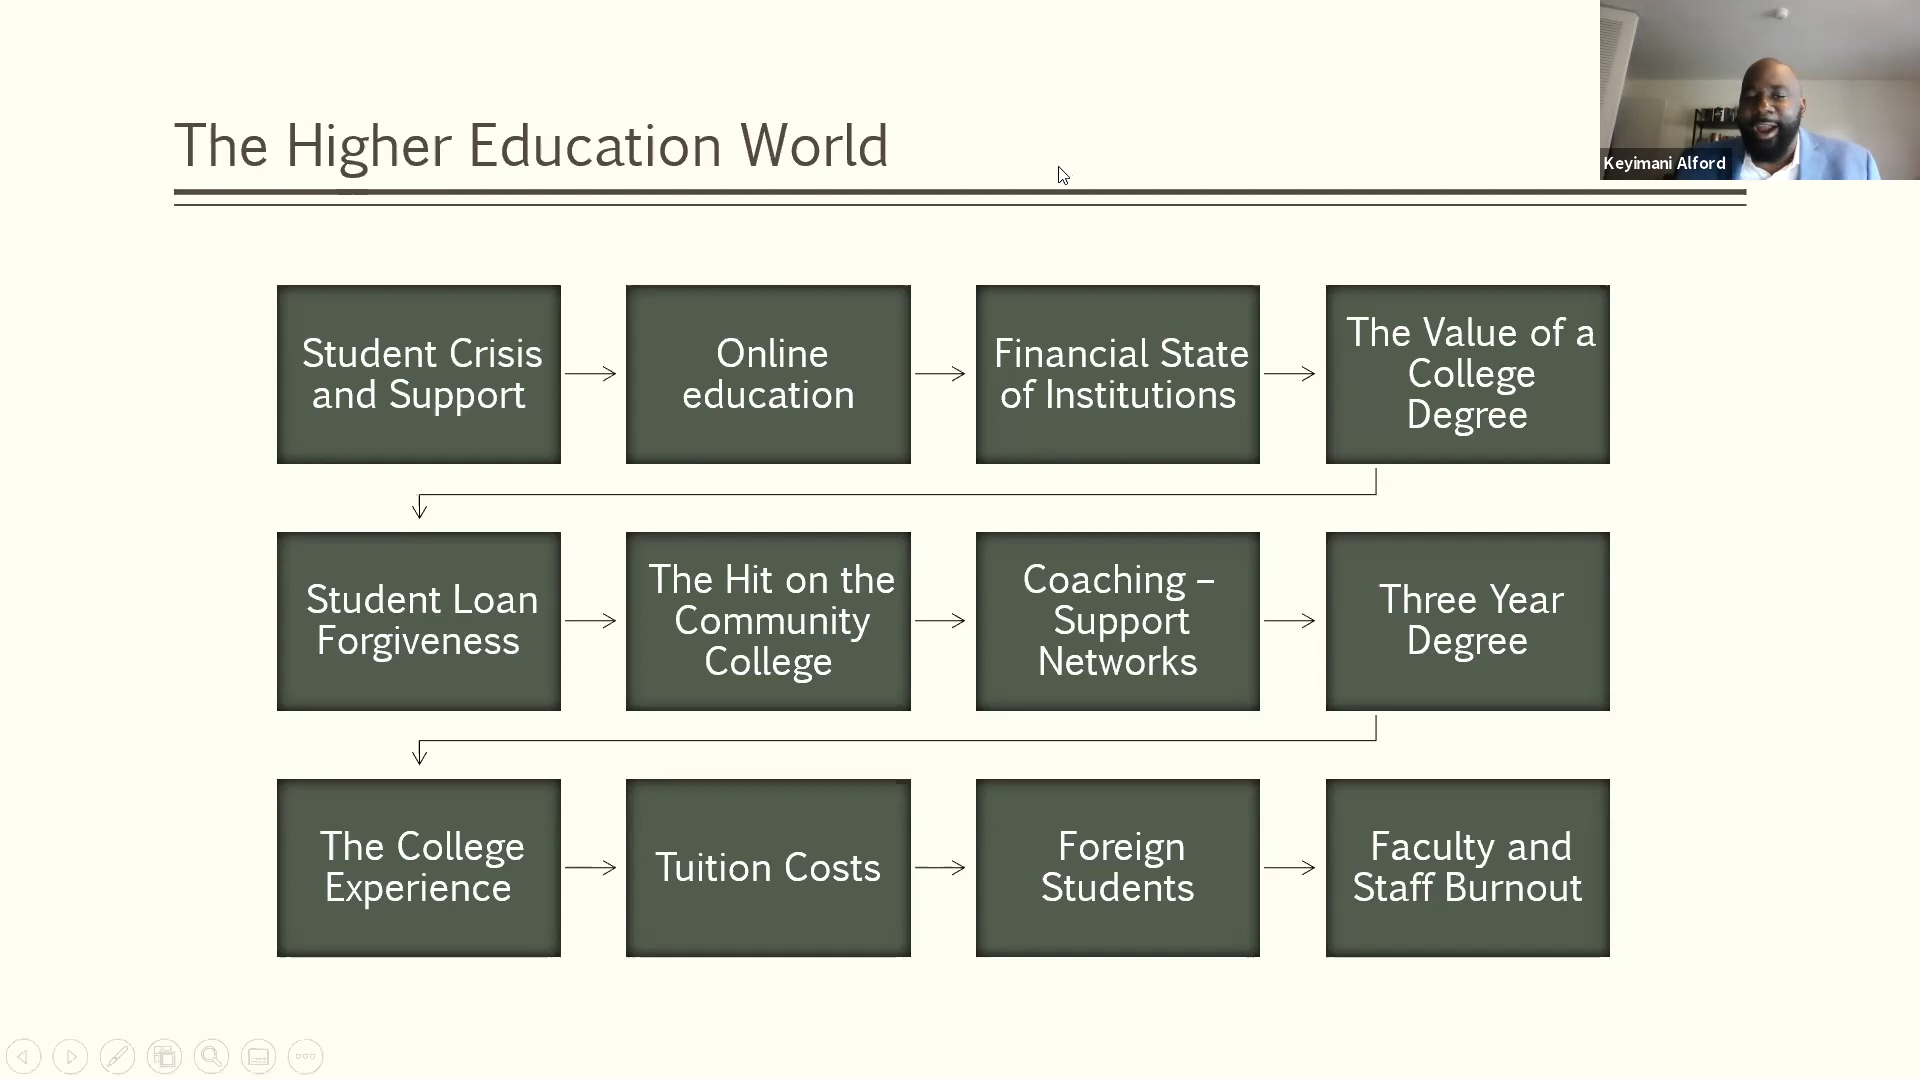 The Higher Education World
Keyimani Alford
Student Crisis
and Support
Online
education
Financial State
of Institutions
The Value of a
College
Degree
Student Loan
Forgiveness
The Hit on the
Community
College
Coaching –
Support
Networks
Three Year
Degree
The College
Experience
Tuition Costs
Foreign
Students
Faculty and
Staff Burnout